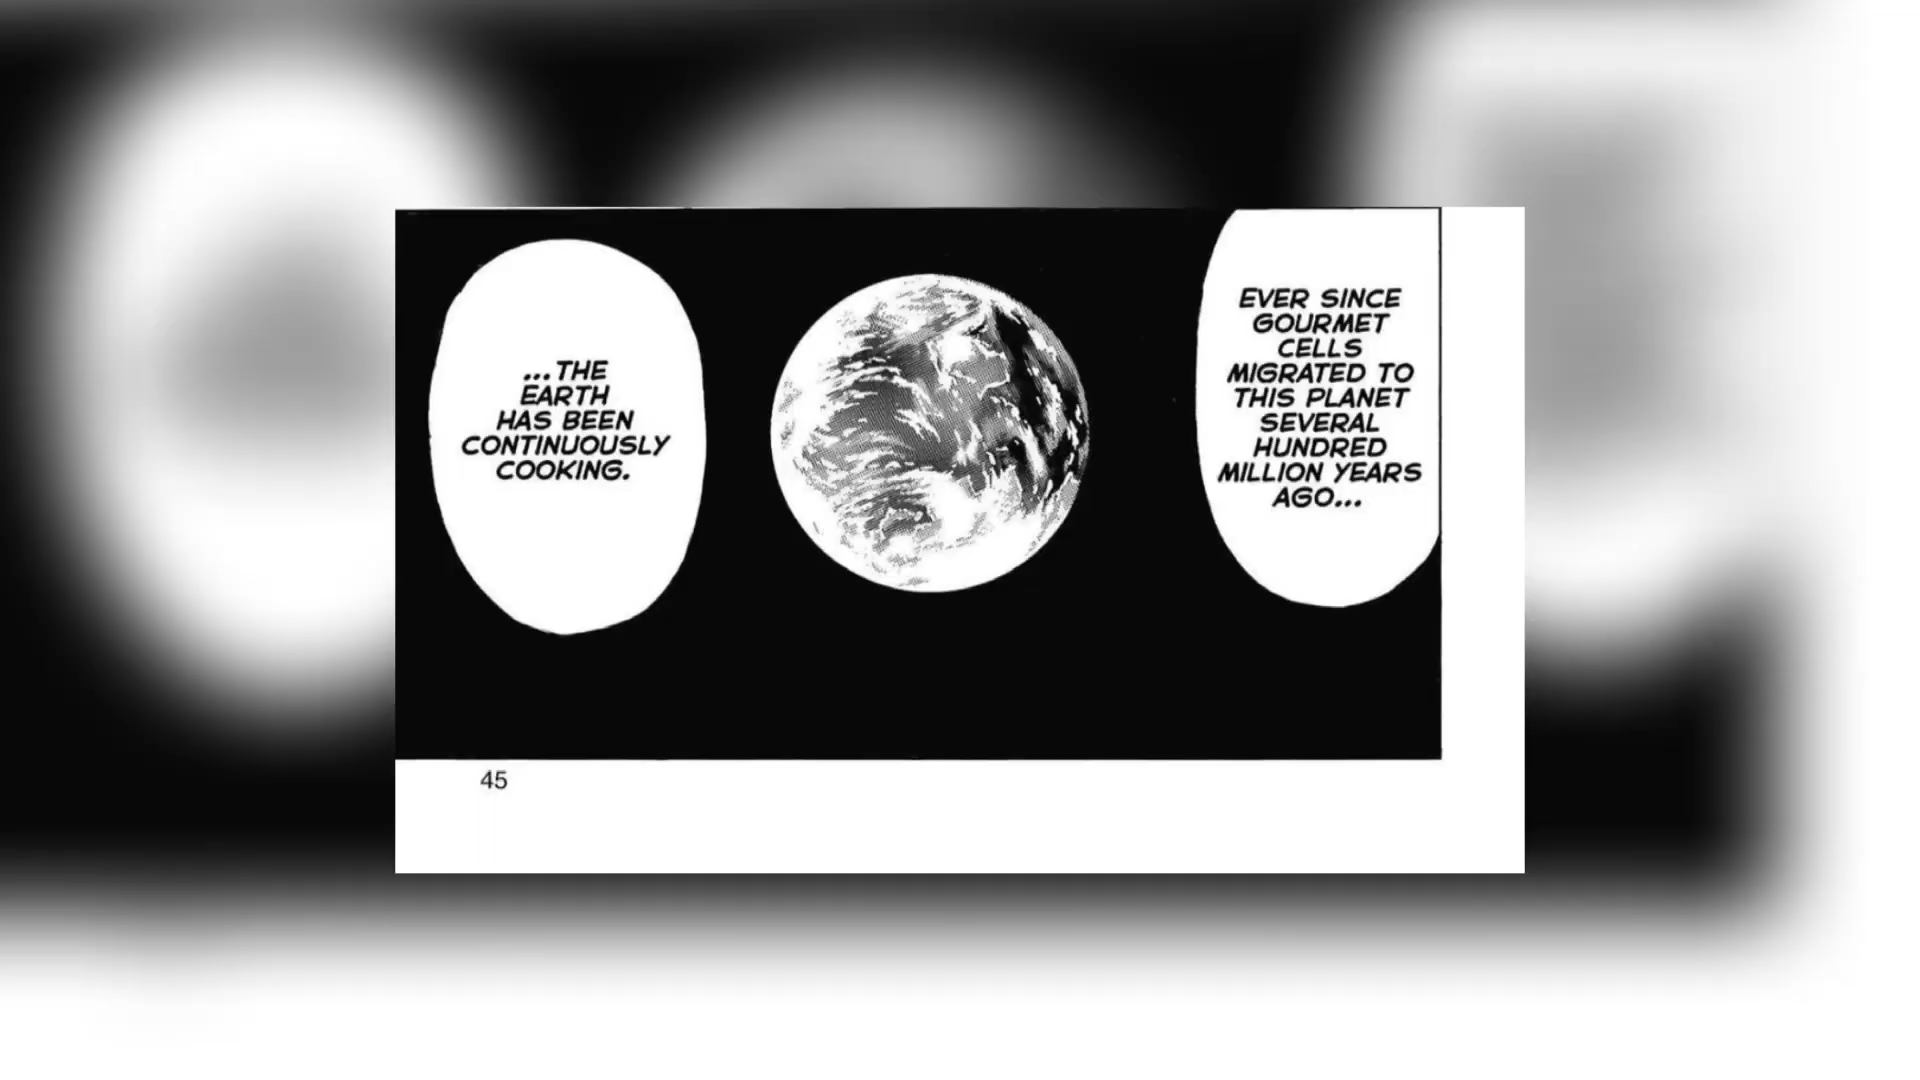 EVER SINCE
GOURMET
CELLS
MIGRATED TO
THIS PLANET
SEVERAL
HUNDRED
MILLION YEARS
AGO...
...THE
EARTH
HAS BEEN
CONTINUOUSLY
COOKING.
45